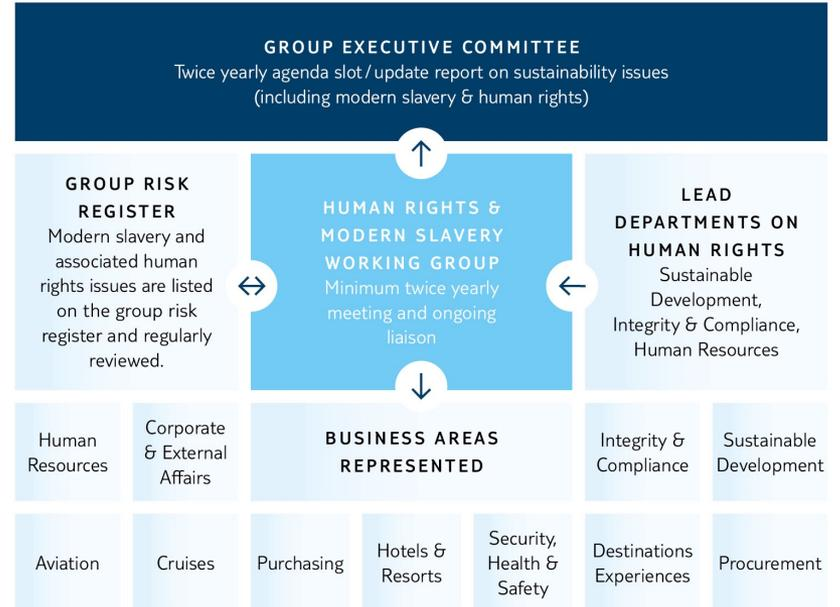 GROUP EXECUTIVE COMMITTEE
Twice yearly agenda slot / update report on sustainability issues
(including modern slavery & human rights)
GROUP RISK
REGISTER
Modern slavery and
associated human
rights issues are listed
on the group risk
register and regularly
reviewed.
HUMAN RIGHTS &
MODERN SLAVERY
WORKING GROUP
Minimum twice yearly
meeting and ongoing
liaison
LEAD
DEPARTMENTS ON
HUMAN RIGHTS
Sustainable
Development,
Integrity & Compliance,
Human Resources
Human
Resources
Corporate
& External
Affairs
BUSINESS AREAS
REPRESENTED
Integrity &
Compliance
Sustainable
Development
Aviation
Cruises
Purchasing
Hotels &
Resorts
Security,
Health &
Safety
Destinations
Experiences
Procurement